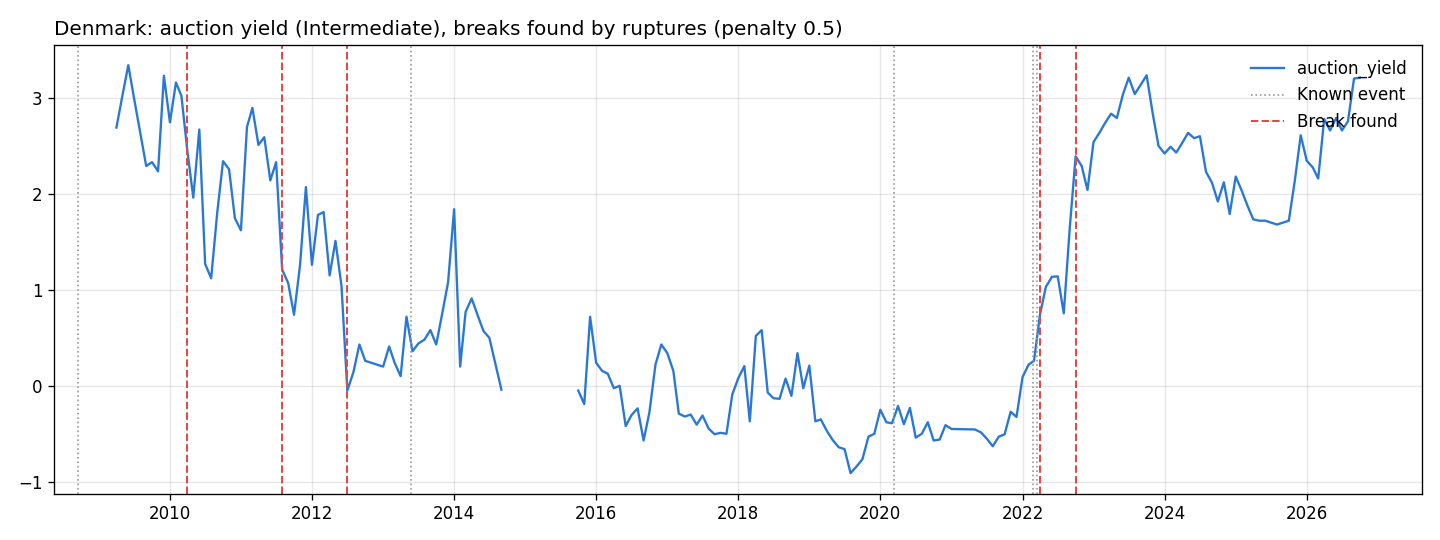 Denmark: auction yield (Intermediate), breaks found by ruptures (penalty 0.5)
auction_yield
Known event
Break found
3
2
1
0
−1
2010 2012 2014 2016 2018 2020 2022 2024 2026